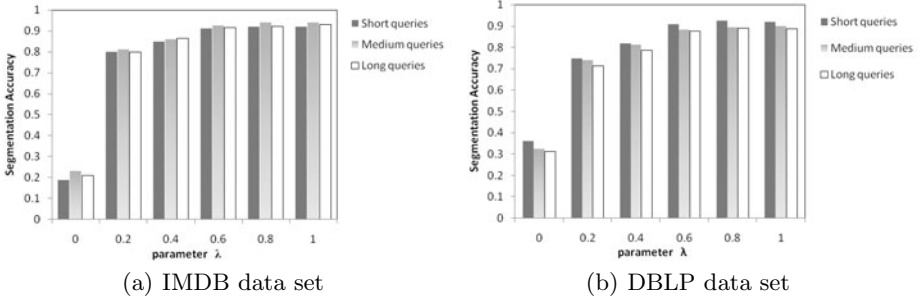 1
0.9
0.8
0.7
0.6
0.5
0.4
0.3
0.2
0.1
0
Segmentation Accuracy
0 0.2 0.4 0.6 0.8 1
parameter λ
Short queries
Medium queries
Long queries
(a) IMDB data set
1
0.9
0.8
0.7
0.6
0.5
0.4
0.3
0.2
0.1
0
Segmentation Accuracy
0 0.2 0.4 0.6 0.8 1
parameter λ
Short queries
Medium queries
Long queries
(b) DBLP data set